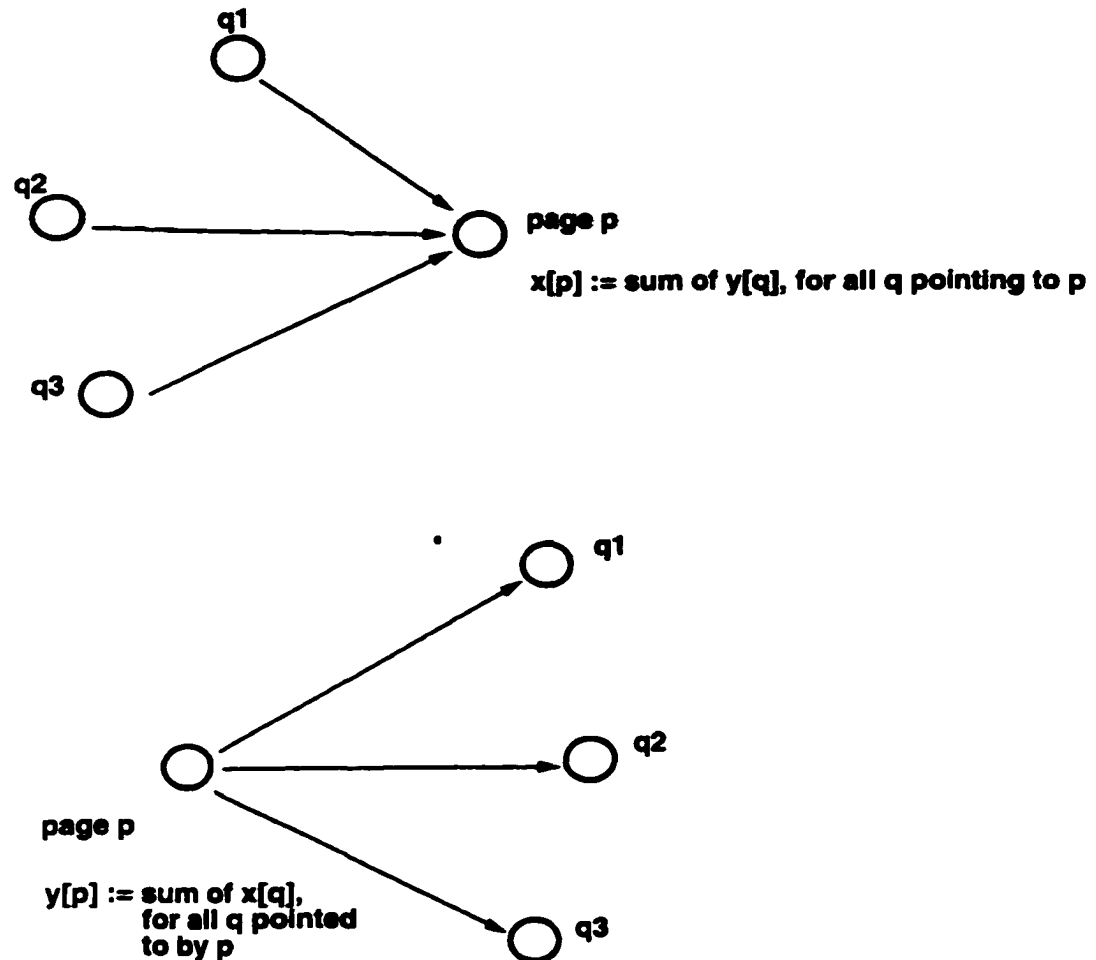 q1
q2
page p
x[p] := sum of y[q], for all q pointing to p
q3
q1
q2
page p
y[p] := sum of x[q],
for all q pointed
to by p
q3